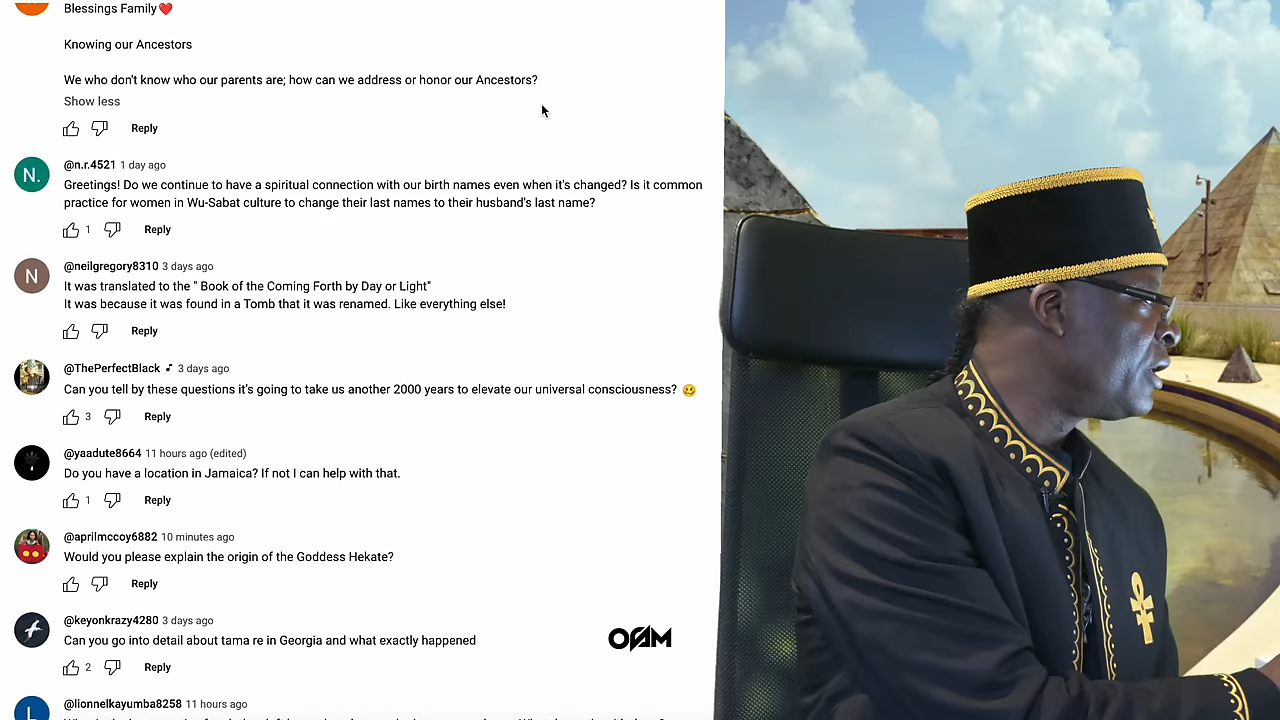 Blessings Family❤️
Knowing our Ancestors
We who don't know who our parents are; how can we address or honor our Ancestors?
Show less
Reply
N.
@n.r.4521 1 day ago
Greetings! Do we continue to have a spiritual connection with our birth names even when it's changed? Is it common
practice for women in Wu-Sabat culture to change their last names to their husband's last name?
1 Reply
N
@neilgregory8310 3 days ago
It was translated to the " Book of the Coming Forth by Day or Light"
It was because it was found in a Tomb that it was renamed. Like everything else!
Reply
@ThePerfectBlack 3 days ago
Can you tell by these questions it's going to take us another 2000 years to elevate our universal consciousness? 🥴
3 Reply
@yaadute8664 11 hours ago (edited)
Do you have a location in Jamaica? If not I can help with that.
1 Reply
@aprilmccoy6882 10 minutes ago
Would you please explain the origin of the Goddess Hekate?
Reply
@keyonkrazy4280 3 days ago
Can you go into detail about tama re in Georgia and what exactly happened
2 Reply
L
@lionnelkayumba8258 11 hours ago